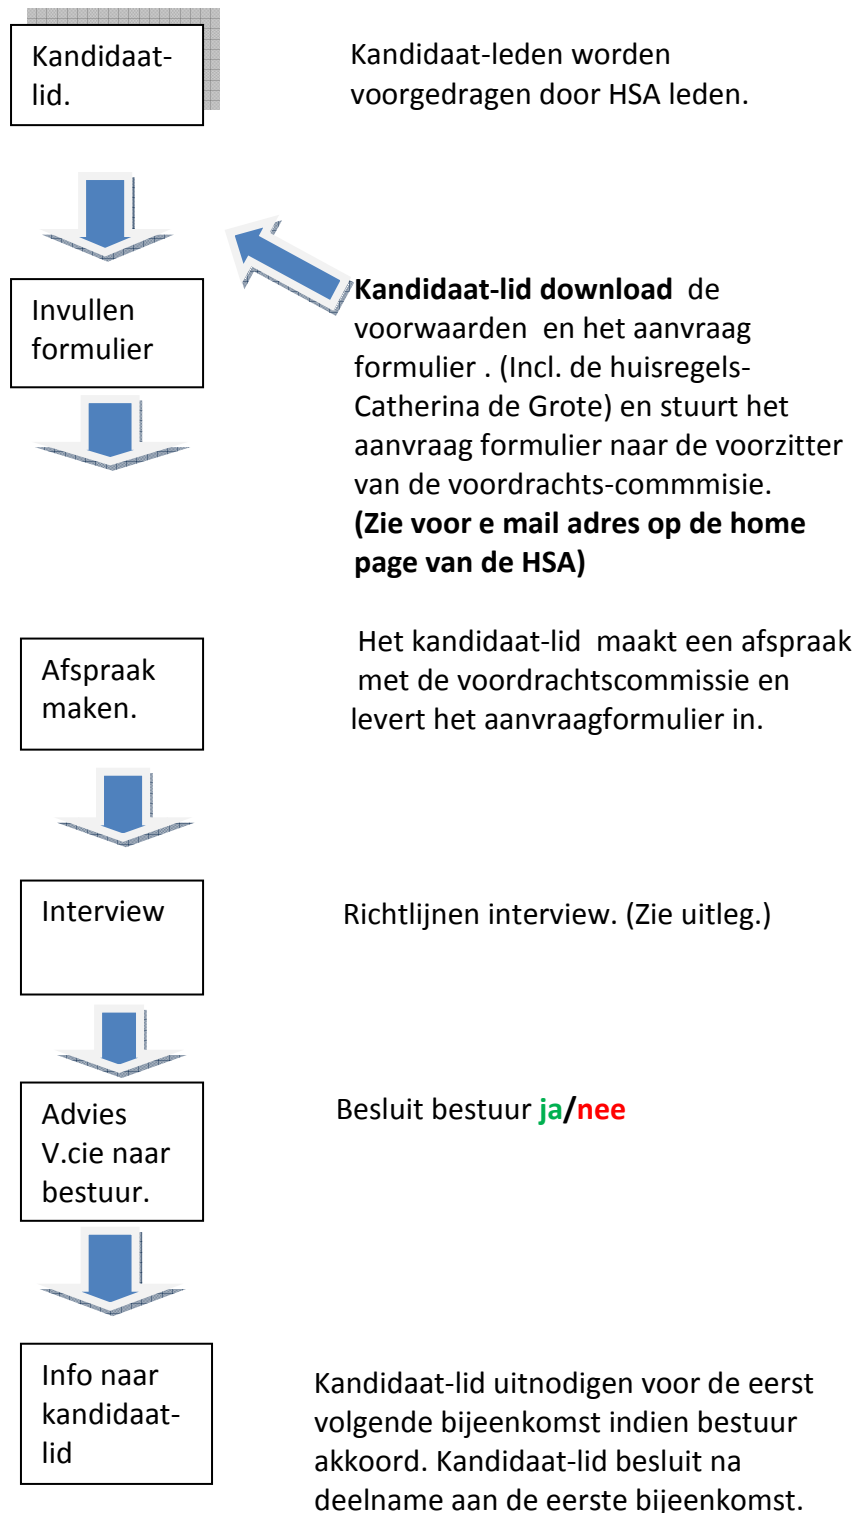 Kandidaat-
lid.
Kandidaat-leden worden
voorgedragen door HSA leden.
Invullen
formulier
Kandidaat-lid download  de
voorwaarden  en het aanvraag
formulier . (Incl. de huisregels-
Catherina de Grote) en stuurt het
aanvraag formulier naar de voorzitter
van de voordrachts-commmisie.
(Zie voor e mail adres op de home
page van de HSA)
Afspraak
maken.
Het kandidaat-lid  maakt een afspraak
met de voordrachtscommissie en
levert het aanvraagformulier in.
Interview
Richtlijnen interview. (Zie uitleg.)
Advies
V.cie naar
bestuur.
Besluit bestuur ja/nee
Info naar
kandidaat-
lid
Kandidaat-lid uitnodigen voor de eerst
volgende bijeenkomst indien bestuur
akkoord. Kandidaat-lid besluit na
deelname aan de eerste bijeenkomst.